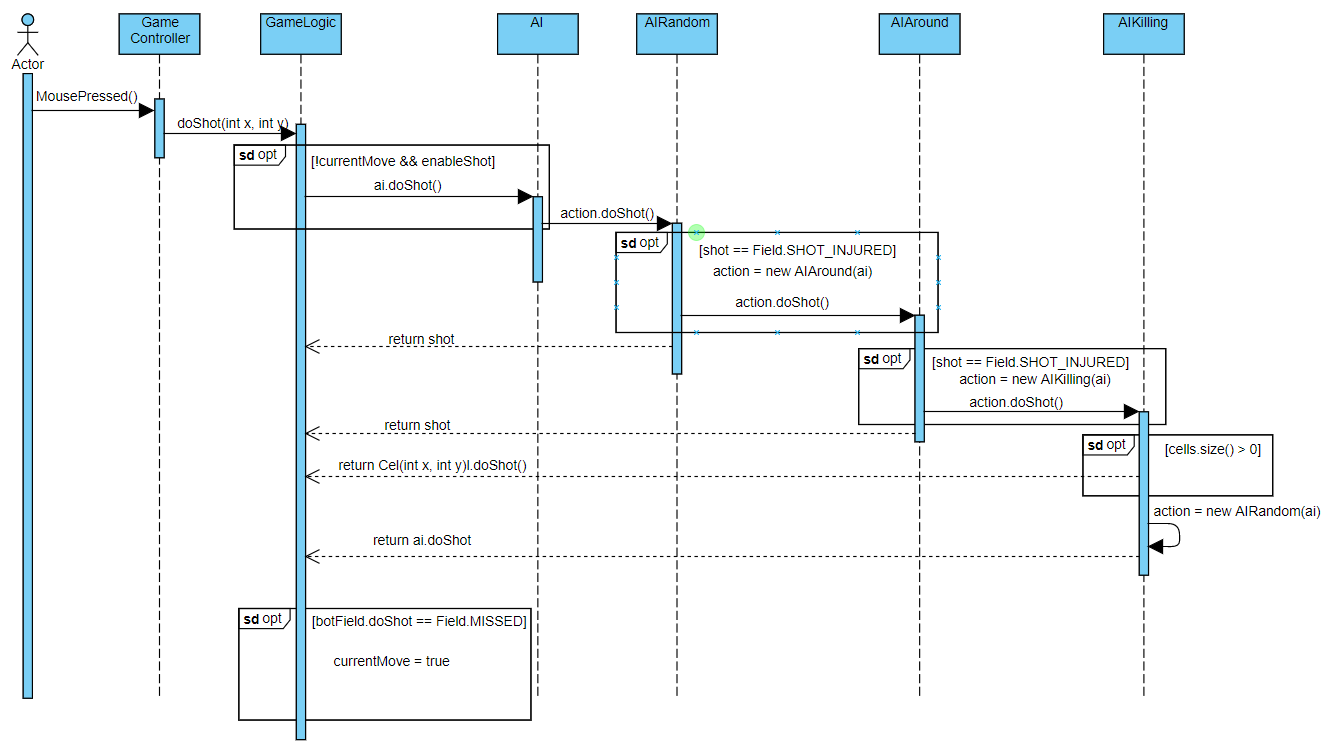 Actor
Game
Controller
GameLogic
AI
AIRandom
AIAround
AIKilling
MousePressed()
doShot(int x, int y)
sd opt
[!currentMove && enableShot]
ai.doShot()
action.doShot()
sd opt
[shot == Field.SHOT_INJURED]
action = new AIAround(ai)
action.doShot()
return shot
sd opt
[shot == Field.SHOT_INJURED]
action = new AIKilling(ai)
action.doShot()
return shot
sd opt
[cells.size() > 0]
return Cel(int x, int y)l.doShot()
action = new AIRandom(ai)
return ai.doShot
sd opt
[botField.doShot == Field.MISSED]
currentMove = true